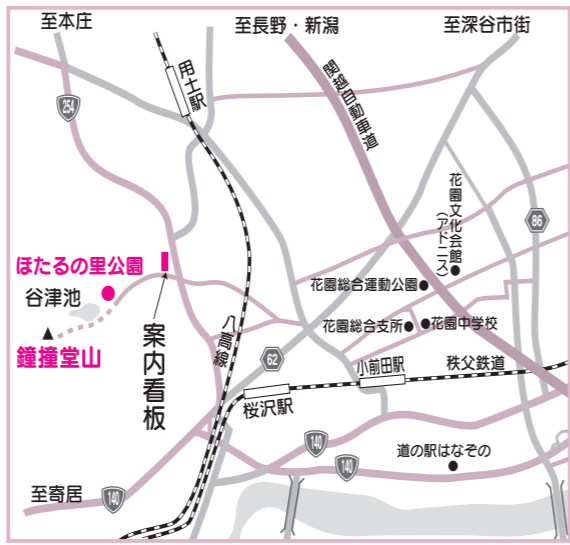 至本庄
至長野・新潟
至深谷市街
用土駅
関越自動車道
254
花園文化会館
(アドニス)
86
ほたるの里公園
谷津池
鐘撞堂山
案内看板
八高線
花園総合運動公園
花園総合支所
花園中学校
62
小前田駅
秩父鉄道
桜沢駅
140
140
道の駅はなぞの
至寄居
140